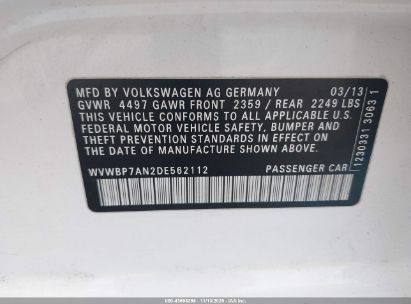 MFD BY VOLKSWAGEN AG GERMANY 03/13
GVWR 4497 GAWR FRONT 2359 / REAR 2249 LBS
THIS VEHICLE CONFORMS TO ALL APPLICABLE U.S.
FEDERAL MOTOR VEHICLE SAFETY, BUMPER AND
THEFT PREVENTION STANDARDS IN EFFECT ON THE
DATE OF MANUFACTURE SHOWN ABOVE.
WVWBP7AN2DE562112 PASSENGER CAR
1230331 3063 1